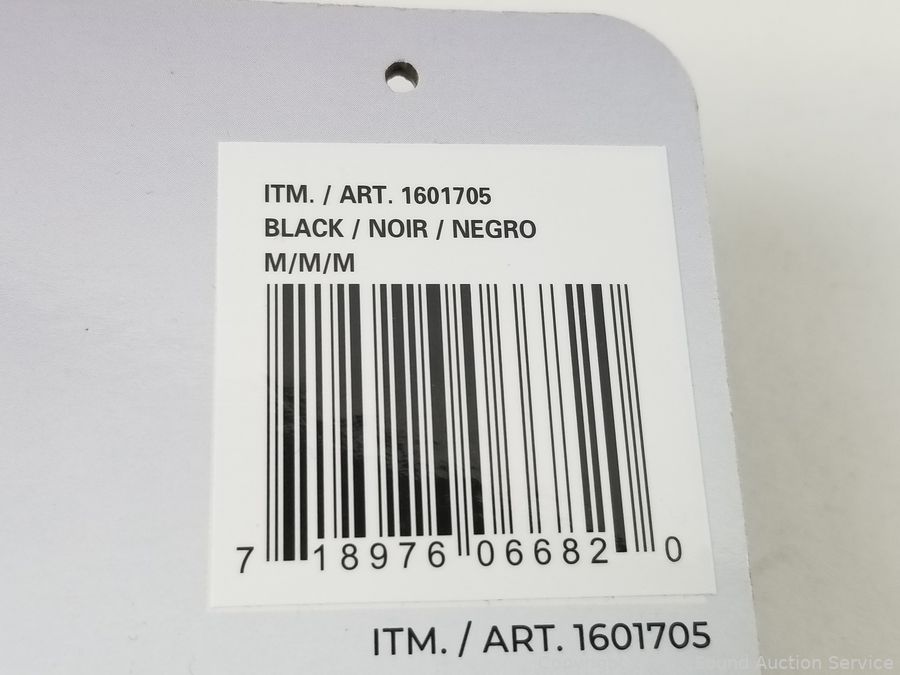 ITM. / ART. 1601705
BLACK / NOIR / NEGRO
M/M/M
7 18976 06682 0
ITM. / ART. 1601705
Sound Auction Service